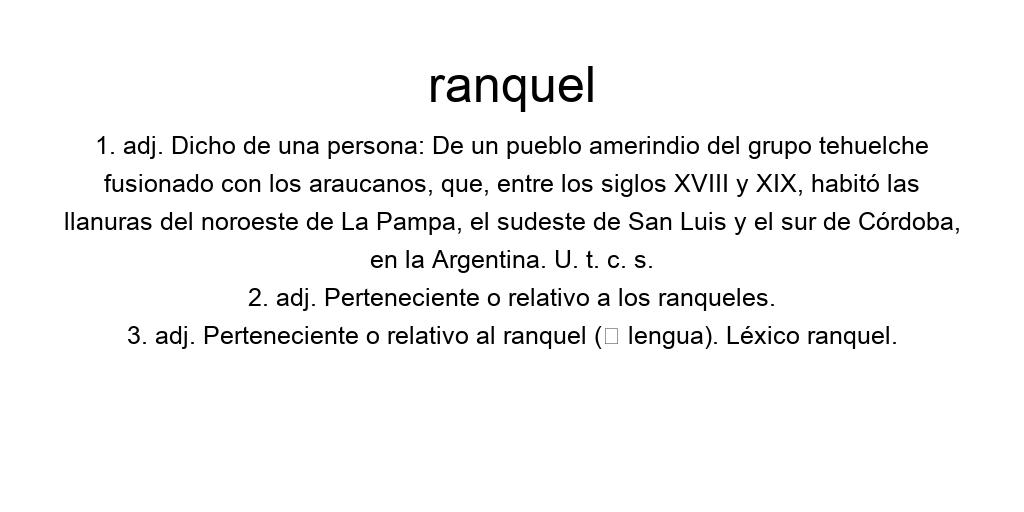 ranquel
1. adj. Dicho de una persona: De un pueblo amerindio del grupo tehuelche
fusionado con los araucanos, que, entre los siglos XVIII y XIX, habitó las
llanuras del noroeste de La Pampa, el sudeste de San Luis y el sur de Córdoba,
en la Argentina. U. t. c. s.
2. adj. Perteneciente o relativo a los ranqueles.
3. adj. Perteneciente o relativo al ranquel (□ lengua). Léxico ranquel.